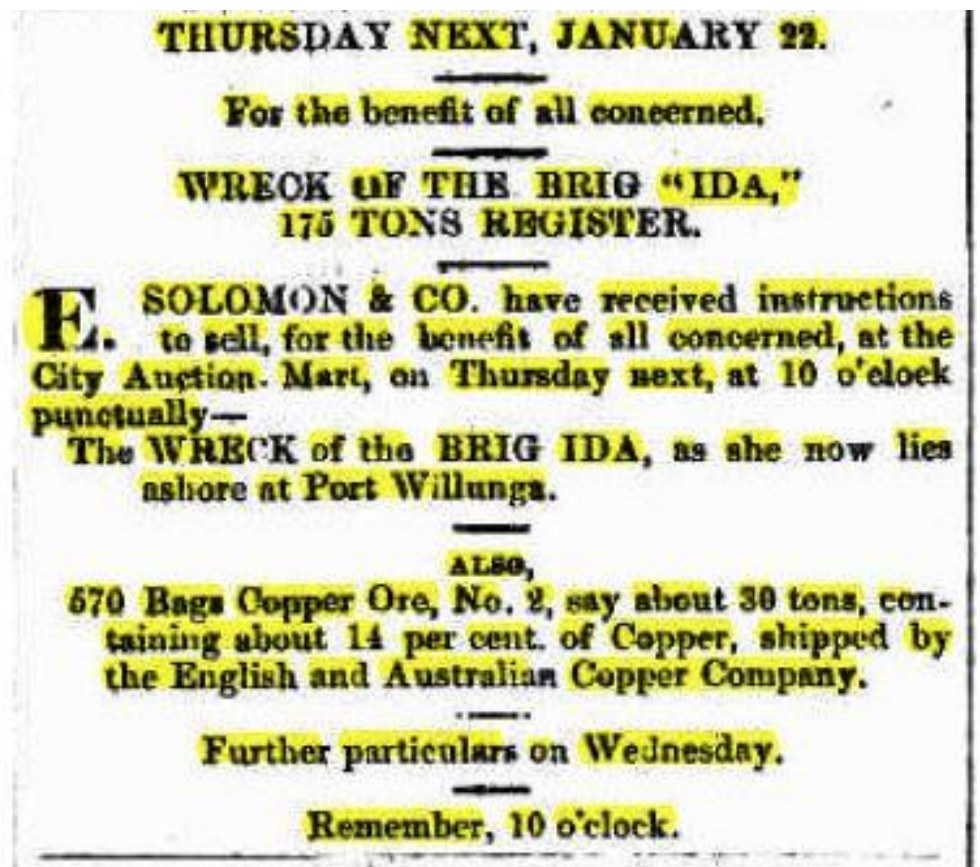 THURSDAY NEXT, JANUARY 22.
For the benefit of all concerned.
WRECK OF THE BRIG "IDA,"
175 TONS REGISTER.
E. SOLOMON & CO. have received instructions
to sell, for the benefit of all concerned, at the
City Auction Mart, on Thursday next, at 10 o'clock
punctually—
The WRECK of the BRIG IDA, as she now lies
ashore at Port Willunga.
ALSO,
570 Bags Copper Ore, No. 2, say about 30 tons, con-
taining about 14 per cent. of Copper, shipped by
the English and Australian Copper Company.
Further particulars on Wednesday.
Remember, 10 o'clock.